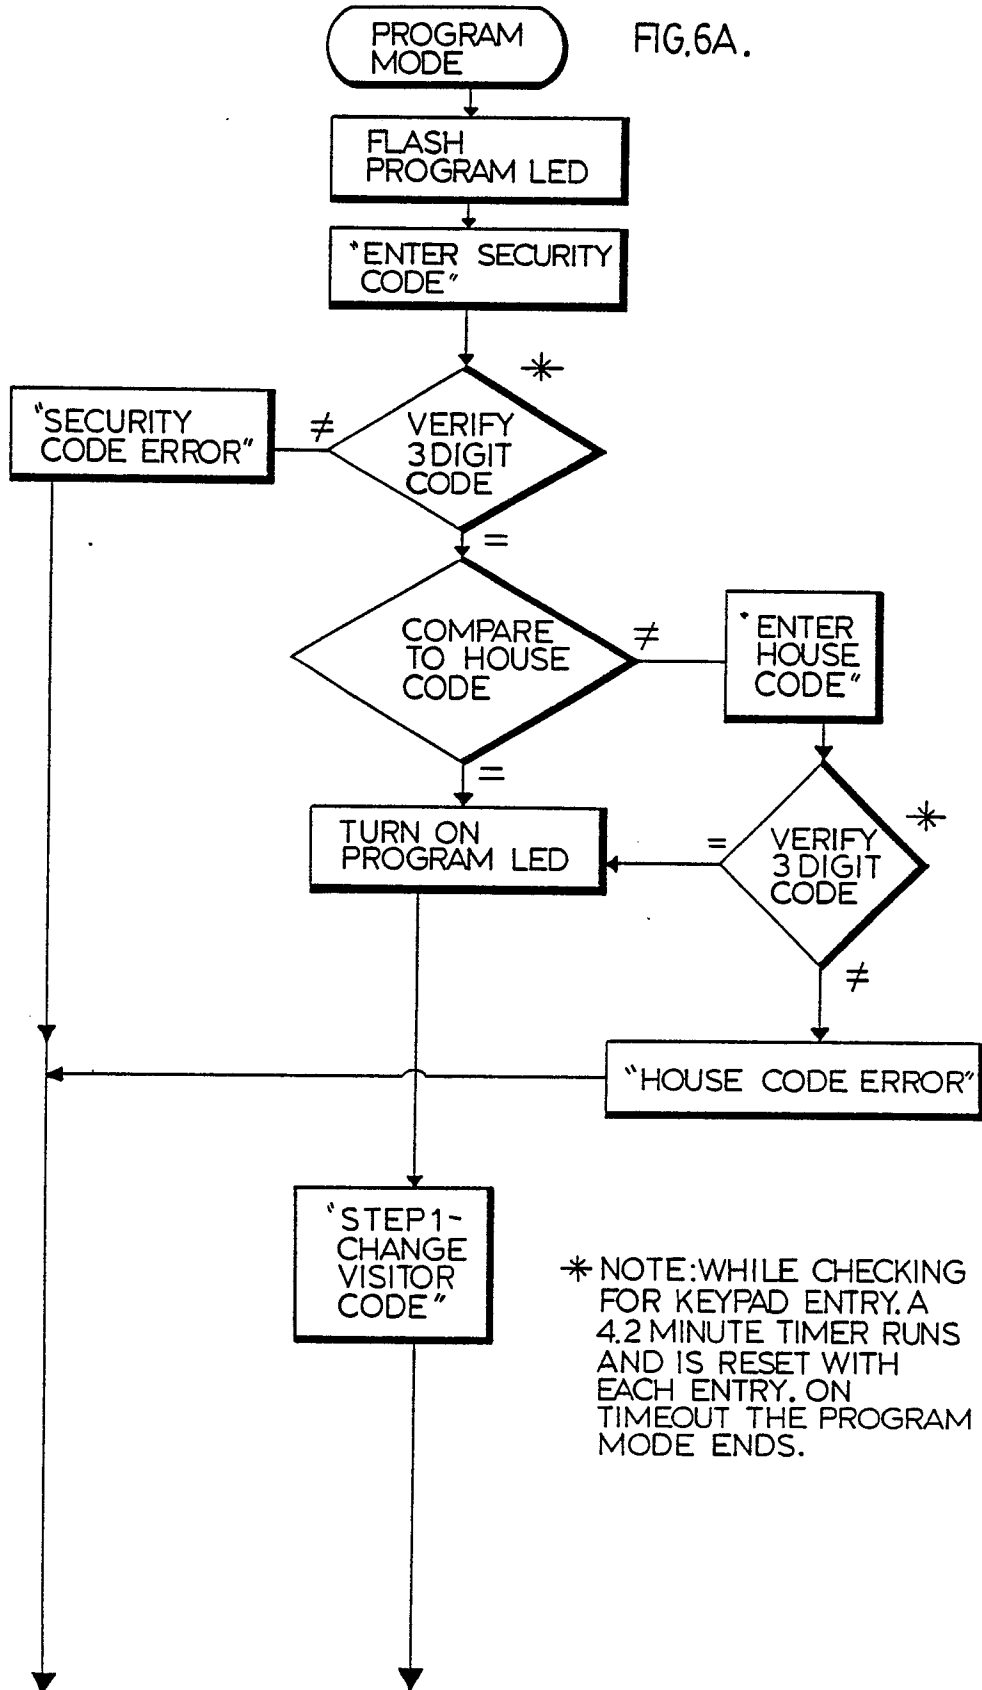 PROGRAM
MODE
FIG.6A.
FLASH
PROGRAM LED
"ENTER SECURITY
CODE"
"SECURITY
CODE ERROR"
≠
VERIFY
3 DIGIT
CODE
*
=
COMPARE
TO HOUSE
CODE
≠
"ENTER
HOUSE
CODE"
=
TURN ON
PROGRAM LED
=
VERIFY
3 DIGIT
CODE
*
≠
"HOUSE CODE ERROR"
"STEP 1-
CHANGE
VISITOR
CODE"
* NOTE: WHILE CHECKING
FOR KEYPAD ENTRY. A
4.2 MINUTE TIMER RUNS
AND IS RESET WITH
EACH ENTRY. ON
TIMEOUT THE PROGRAM
MODE ENDS.